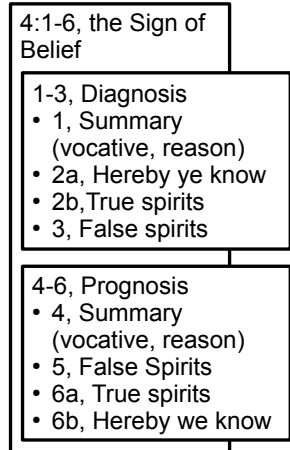 4:1-6, the Sign of
Belief
1-3, Diagnosis
• 1, Summary
(vocative, reason)
• 2a, Hereby ye know
• 2b,True spirits
• 3, False spirits
4-6, Prognosis
• 4, Summary
(vocative, reason)
• 5, False Spirits
• 6a, True spirits
• 6b, Hereby we know